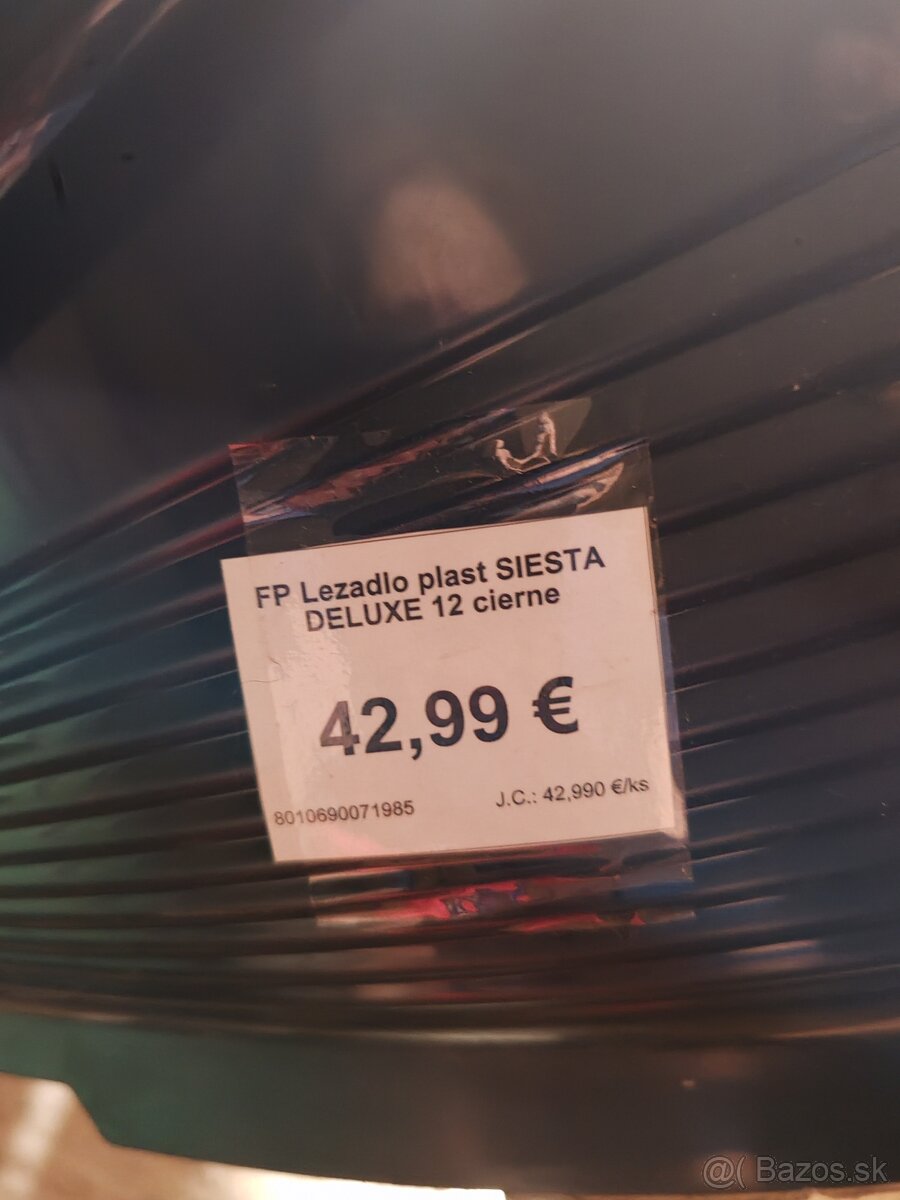 FP Lezadlo plast SIESTA
DELUXE 12 cierne
42,99 €
8010690071985
J.C.: 42,990 €/ks
@( Bazos.sk